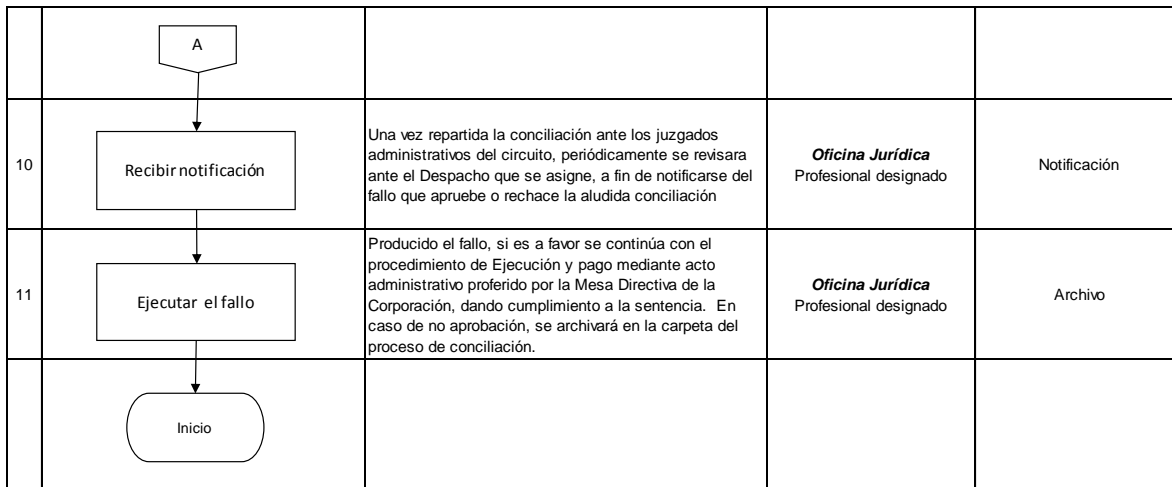 A
10
Recibir notificación
Una vez repartida la conciliación ante los juzgados
administrativos del circuito, periódicamente se revisara
ante el Despacho que se asigne, a fin de notificarse del
fallo que apruebe o rechace la aludida conciliación
Oficina Jurídica
Profesional designado
Notificación
11
Ejecutar el fallo
Producido el fallo, si es a favor se continúa con el
procedimiento de Ejecución y pago mediante acto
administrativo proferido por la Mesa Directiva de la
Corporación, dando cumplimiento a la sentencia. En
caso de no aprobación, se archivará en la carpeta del
proceso de conciliación.
Oficina Jurídica
Profesional designado
Archivo
Inicio